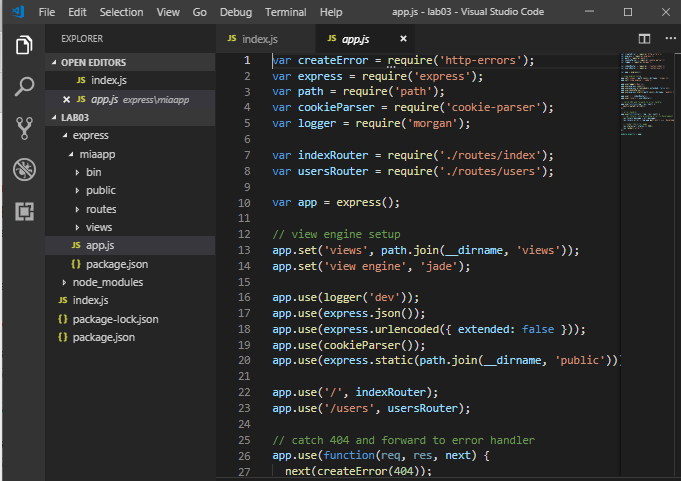 File Edit Selection View Go Debug Terminal Help app.js - lab03 - Visual Studio Code
EXPLORER
OPEN EDITORS
JS index.js
JS app.js express\miaapp
LAB03
express
miaapp
bin
public
routes
views
JS app.js
{} package.json
node_modules
JS index.js
{} package-lock.json
{} package.json
JS index.js
JS app.js
1 var createError = require('http-errors');
2 var express = require('express');
3 var path = require('path');
4 var cookieParser = require('cookie-parser');
5 var logger = require('morgan');
6
7 var indexRouter = require('./routes/index');
8 var usersRouter = require('./routes/users');
9
10 var app = express();
11
12 // view engine setup
13 app.set('views', path.join(__dirname, 'views'));
14 app.set('view engine', 'jade');
15
16 app.use(logger('dev'));
17 app.use(express.json());
18 app.use(express.urlencoded({ extended: false }));
19 app.use(cookieParser());
20 app.use(express.static(path.join(__dirname, 'public')))
21
22 app.use('/', indexRouter);
23 app.use('/users', usersRouter);
24
25 // catch 404 and forward to error handler
26 app.use(function(req, res, next) {
27 next(createError(404));